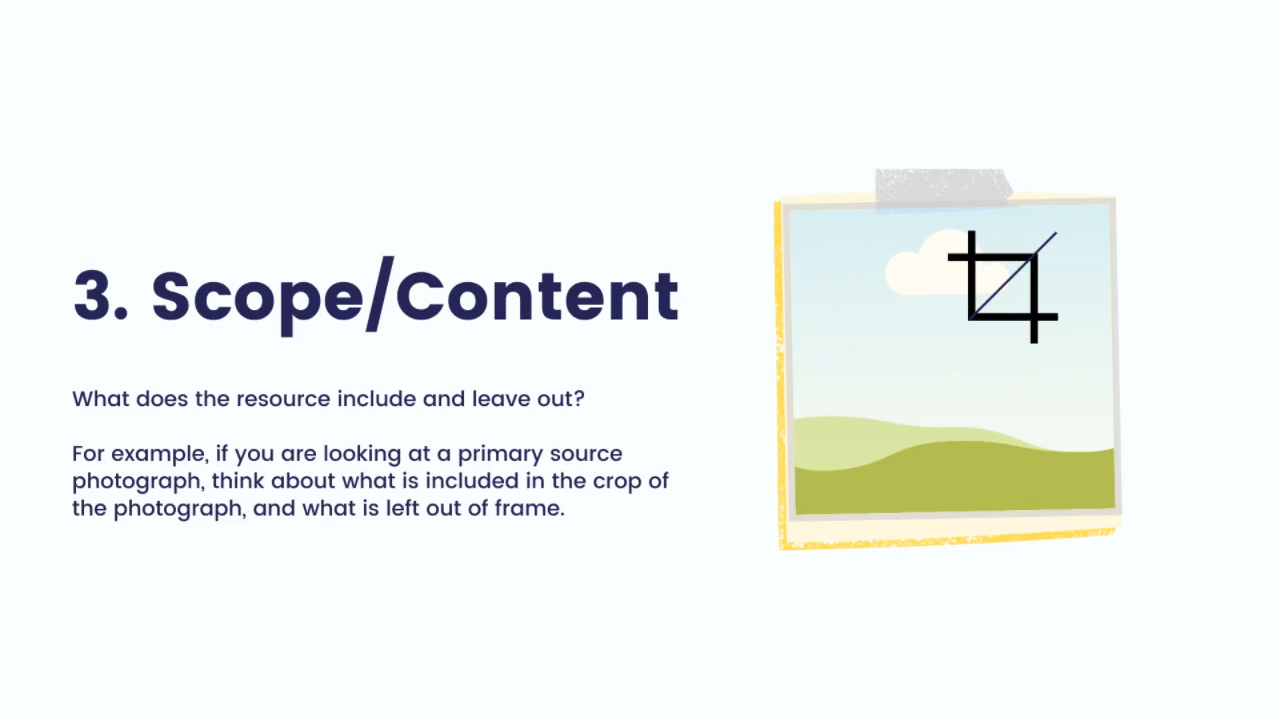 3. Scope/Content
What does the resource include and leave out?
For example, if you are looking at a primary source
photograph, think about what is included in the crop of
the photograph, and what is left out of frame.